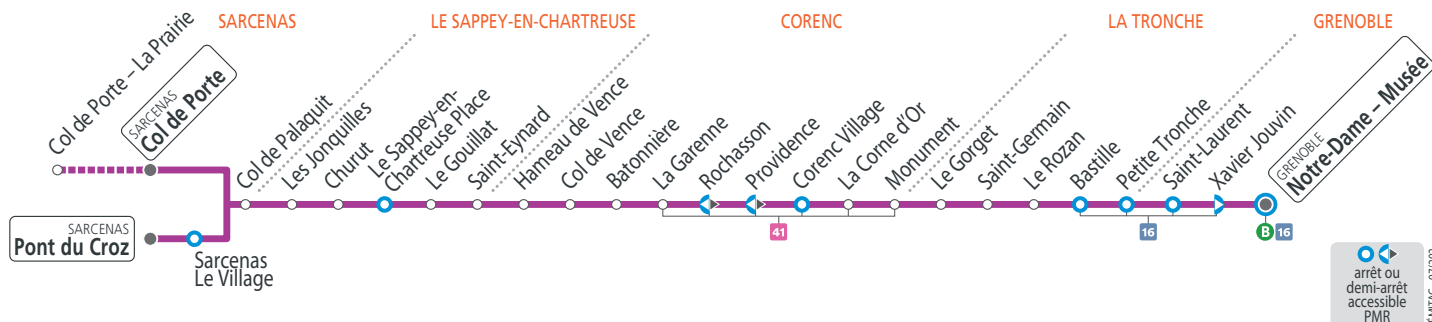 SARCENAS
LE SAPPEY-EN-CHARTREUSE
CORENC
LA TRONCHE
GRENOBLE
Col de Porte – La Prairie
SARCENAS
Col de Porte
SARCENAS
Pont du Croz
Sarcenas
Le Village
Col de Palaquit
Les Jonquilles
Churut
Le Sappey-en-
Chartreuse Place
Le Gouillat
Saint-Eynard
Hameau de Vence
Col de Vence
Batonnière
La Garenne
Rochasson
Providence
Corenc Village
La Corne d'Or
Monument
Le Gorget
Saint-Germain
Le Rozan
Bastille
Petite Tronche
Saint-Laurent
Xavier Jouvin
GRENOBLE
Notre-Dame – Musée
41
16
B 16
arrêt ou
demi-arrêt
accessible
PMR